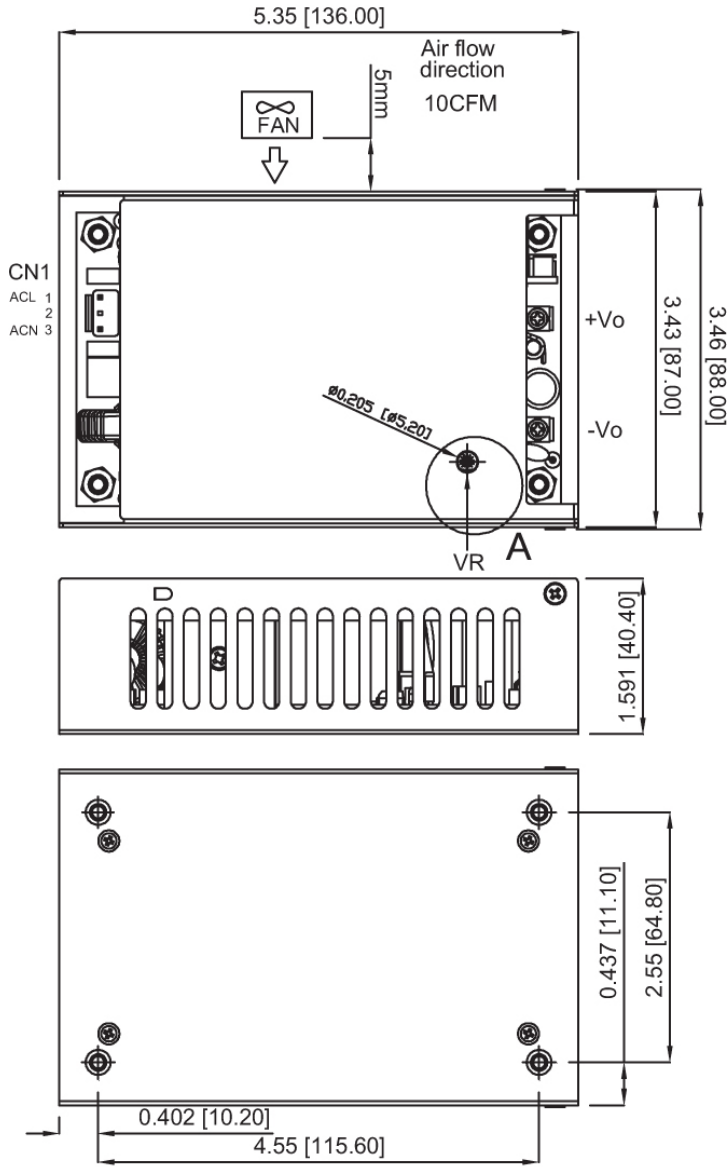 5.35 [136.00]
Air flow
direction
10CFM
5mm
FAN
CN1
ACL 1
2
ACN 3
+Vo
-Vo
3.43 [87.00]
3.46 [88.00]
ø0,205 [ø5,20]
VR
A
1.591 [40.40]
0.437 [11.10]
2.55 [64.80]
0.402 [10.20]
4.55 [115.60]